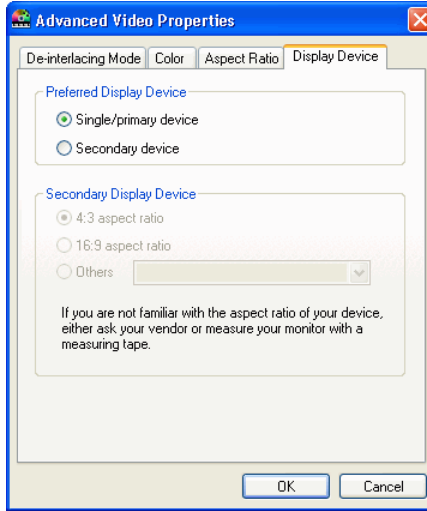 Advanced Video Properties
De-interlacing Mode
Color
Aspect Ratio
Display Device
Preferred Display Device
Single/primary device
Secondary device
Secondary Display Device
4:3 aspect ratio
16:9 aspect ratio
Others
If you are not familiar with the aspect ratio of your device,
either ask your vendor or measure your monitor with a
measuring tape.
OK
Cancel